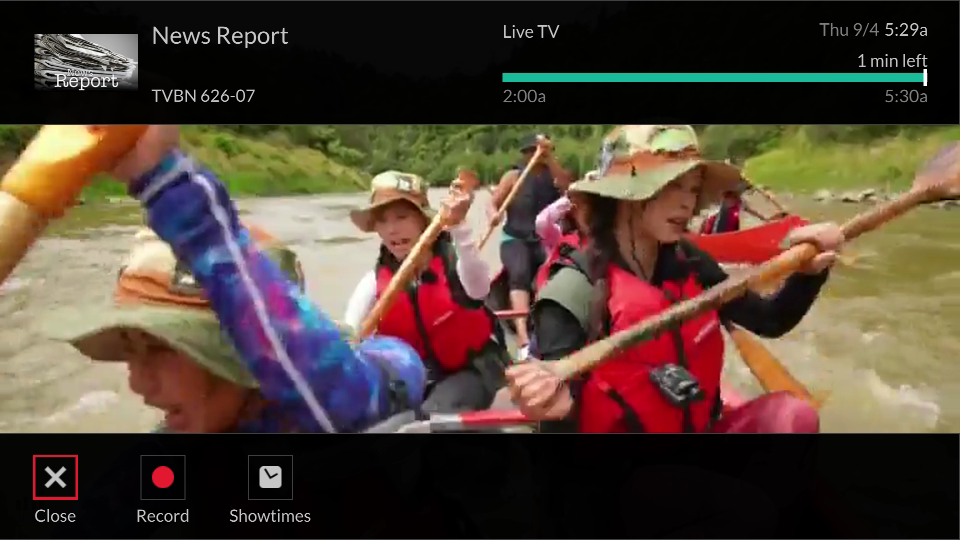 Report
News Report
TVBN 626-07
Live TV
Thu 9/4 5:29a
1 min left
2:00a
5:30a
Close
Record
Showtimes